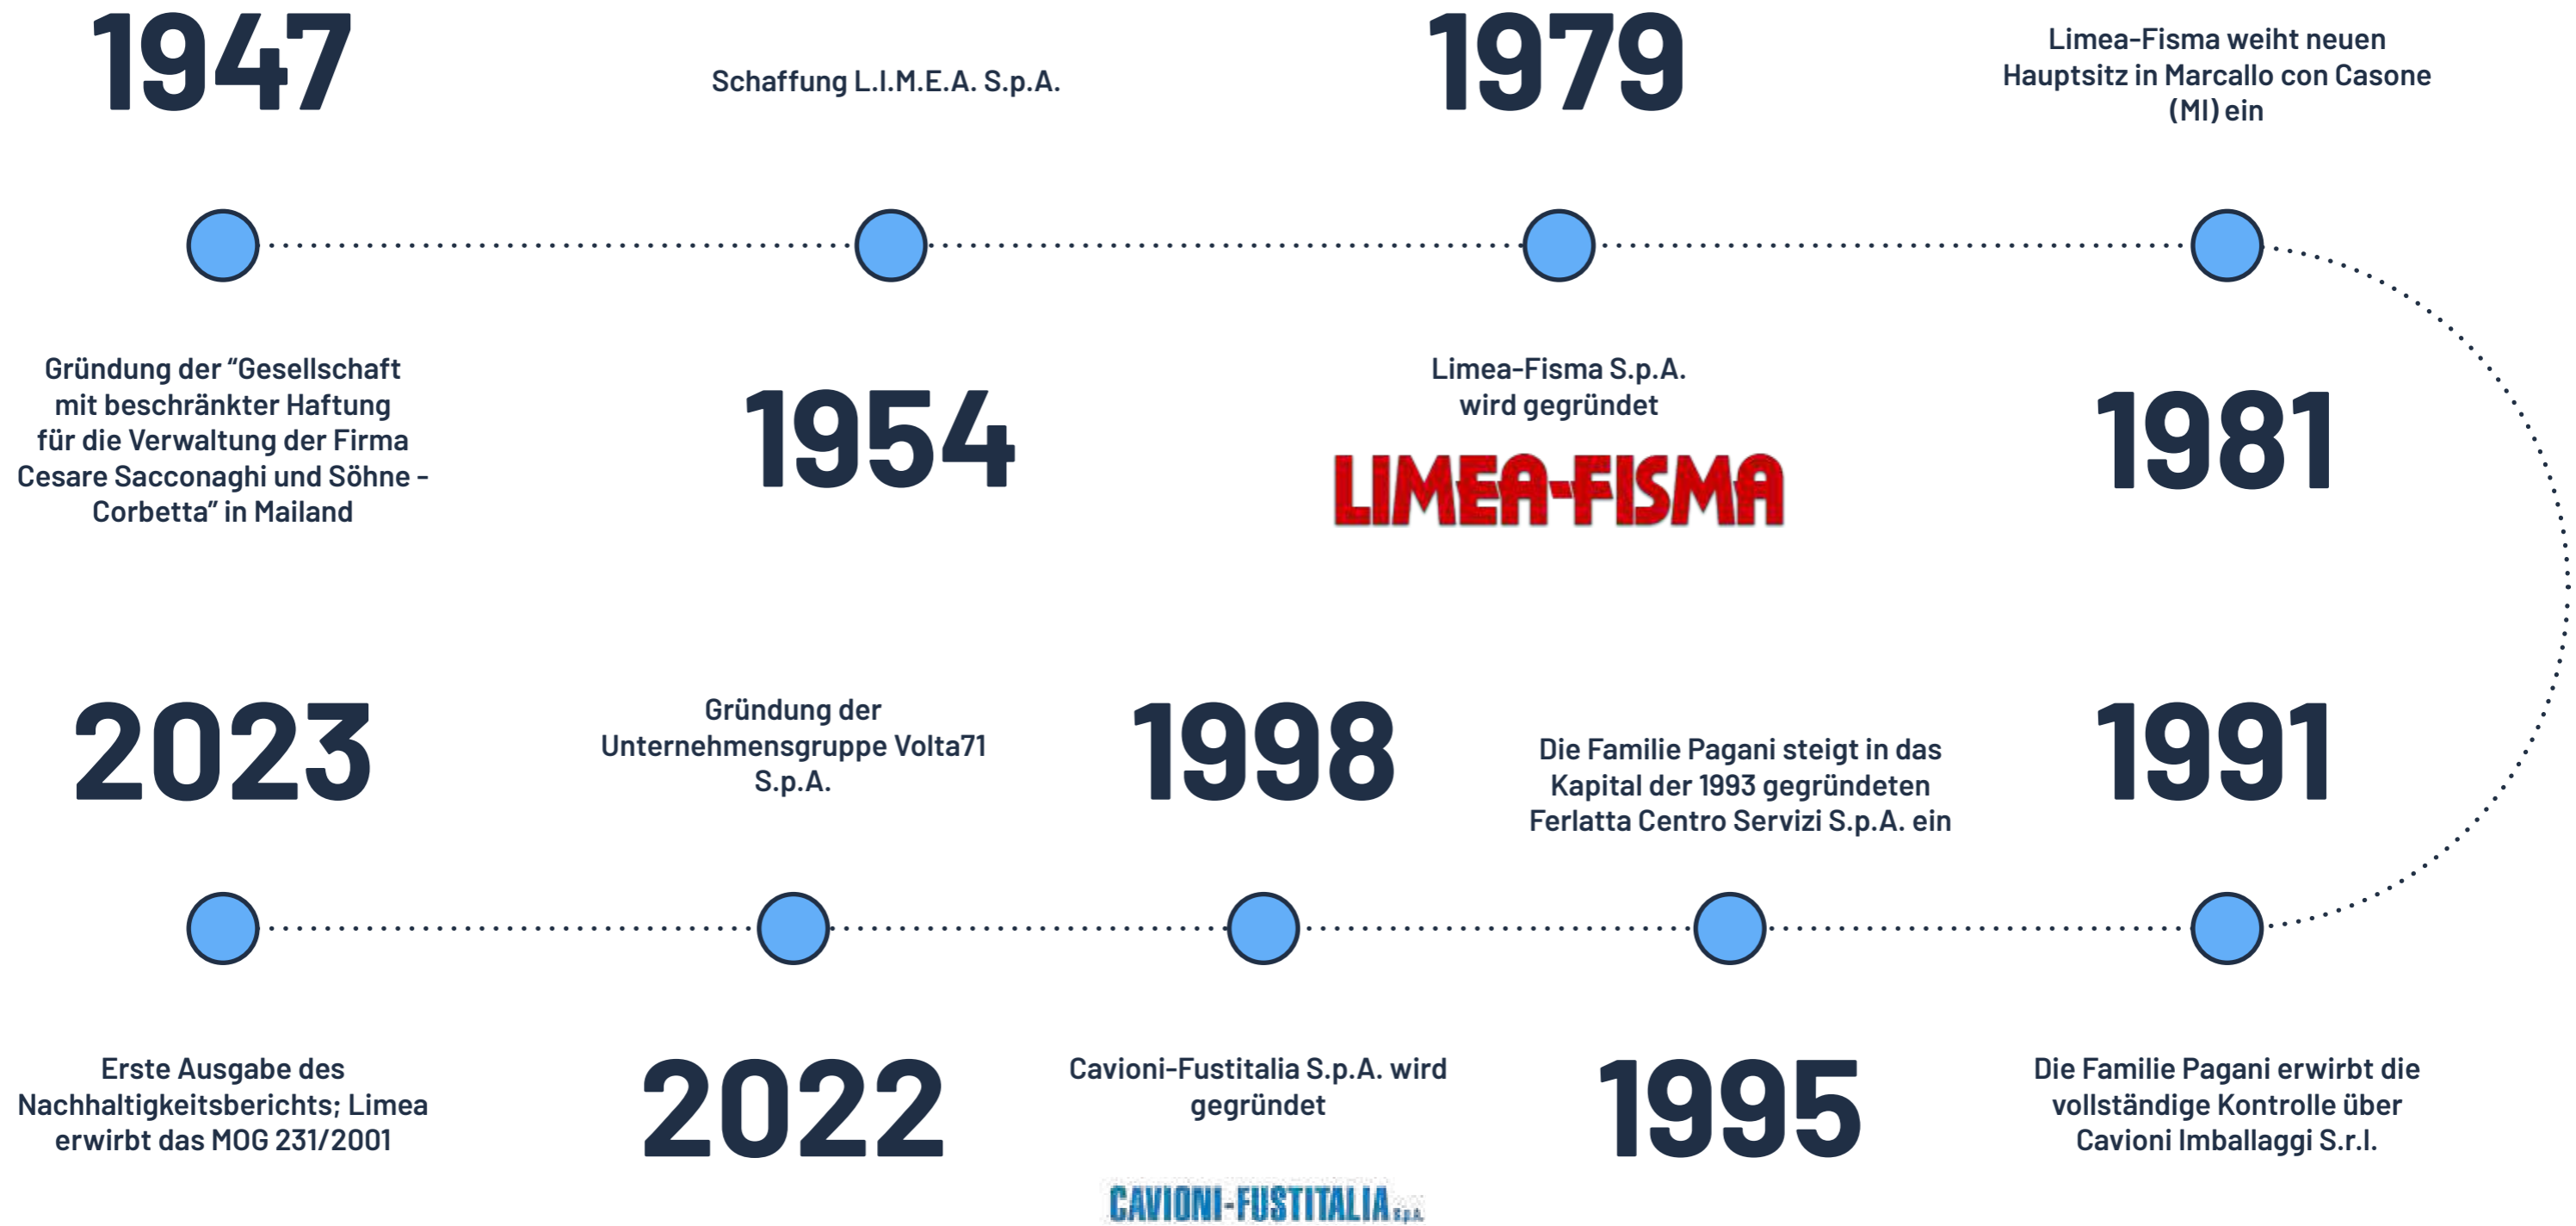 1947
Gründung der “Gesellschaft
mit beschränkter Haftung
für die Verwaltung der Firma
Cesare Sacconaghi und Söhne -
Corbetta” in Mailand
Schaffung L.I.M.E.A. S.p.A.
1954
1979
Limea-Fisma S.p.A.
wird gegründet
LIMEA-FISMA
Limea-Fisma weiht neuen
Hauptsitz in Marcallo con Casone
(MI) ein
1981
1991
Die Familie Pagani erwirbt die
vollständige Kontrolle über
Cavioni Imballaggi S.r.l.
Die Familie Pagani steigt in das
Kapital der 1993 gegründeten
Ferlatta Centro Servizi S.p.A. ein
1995
1998
Cavioni-Fustitalia S.p.A. wird
gegründet
CAVIONI-FUSTITALIA S.p.A.
Gründung der
Unternehmensgruppe Volta71
S.p.A.
2022
2023
Erste Ausgabe des
Nachhaltigkeitsberichts; Limea
erwirbt das MOG 231/2001